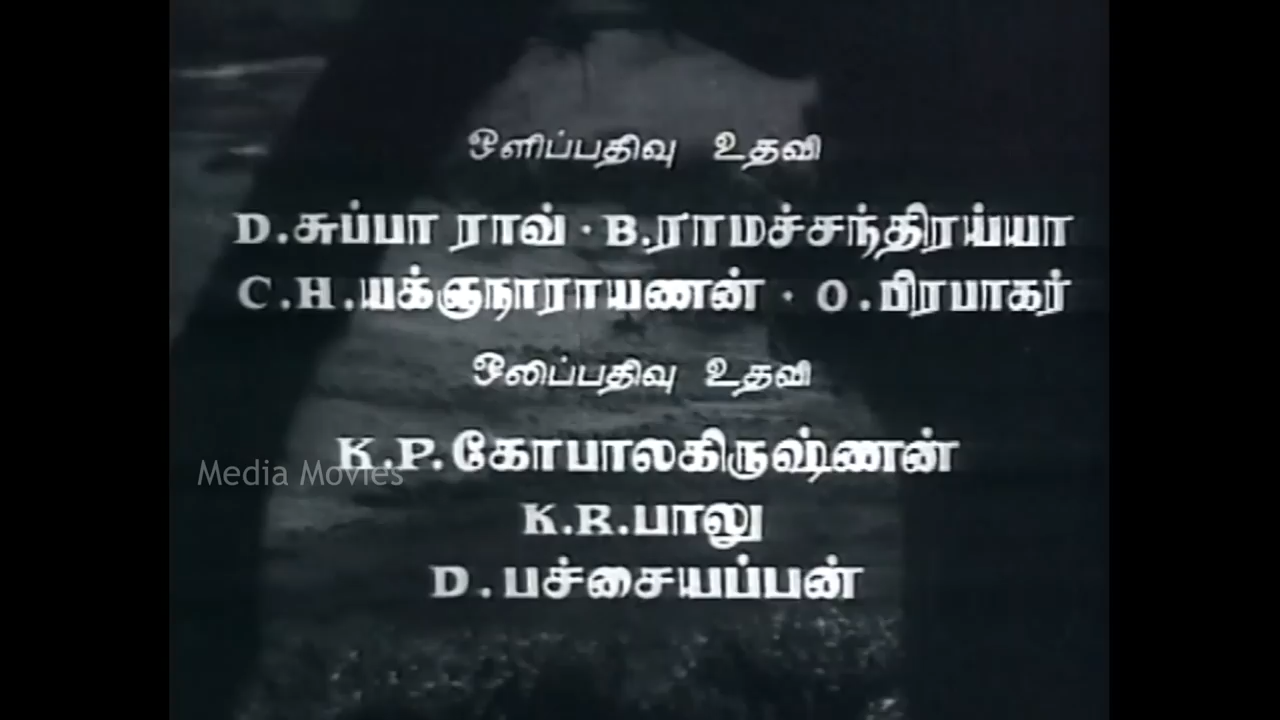 ஒளிப்பதிவு உதவி
D.சுப்பா ராவ் · B.ராமச்சந்திரய்யா
C.H.யக்ஞநாராயணன் · O.பிரபாகர்
ஒலிப்பதிவு உதவி
K.P.கோபாலகிருஷ்ணன்
Media Movies
K.R.பாலு
D.பச்சையப்பன்